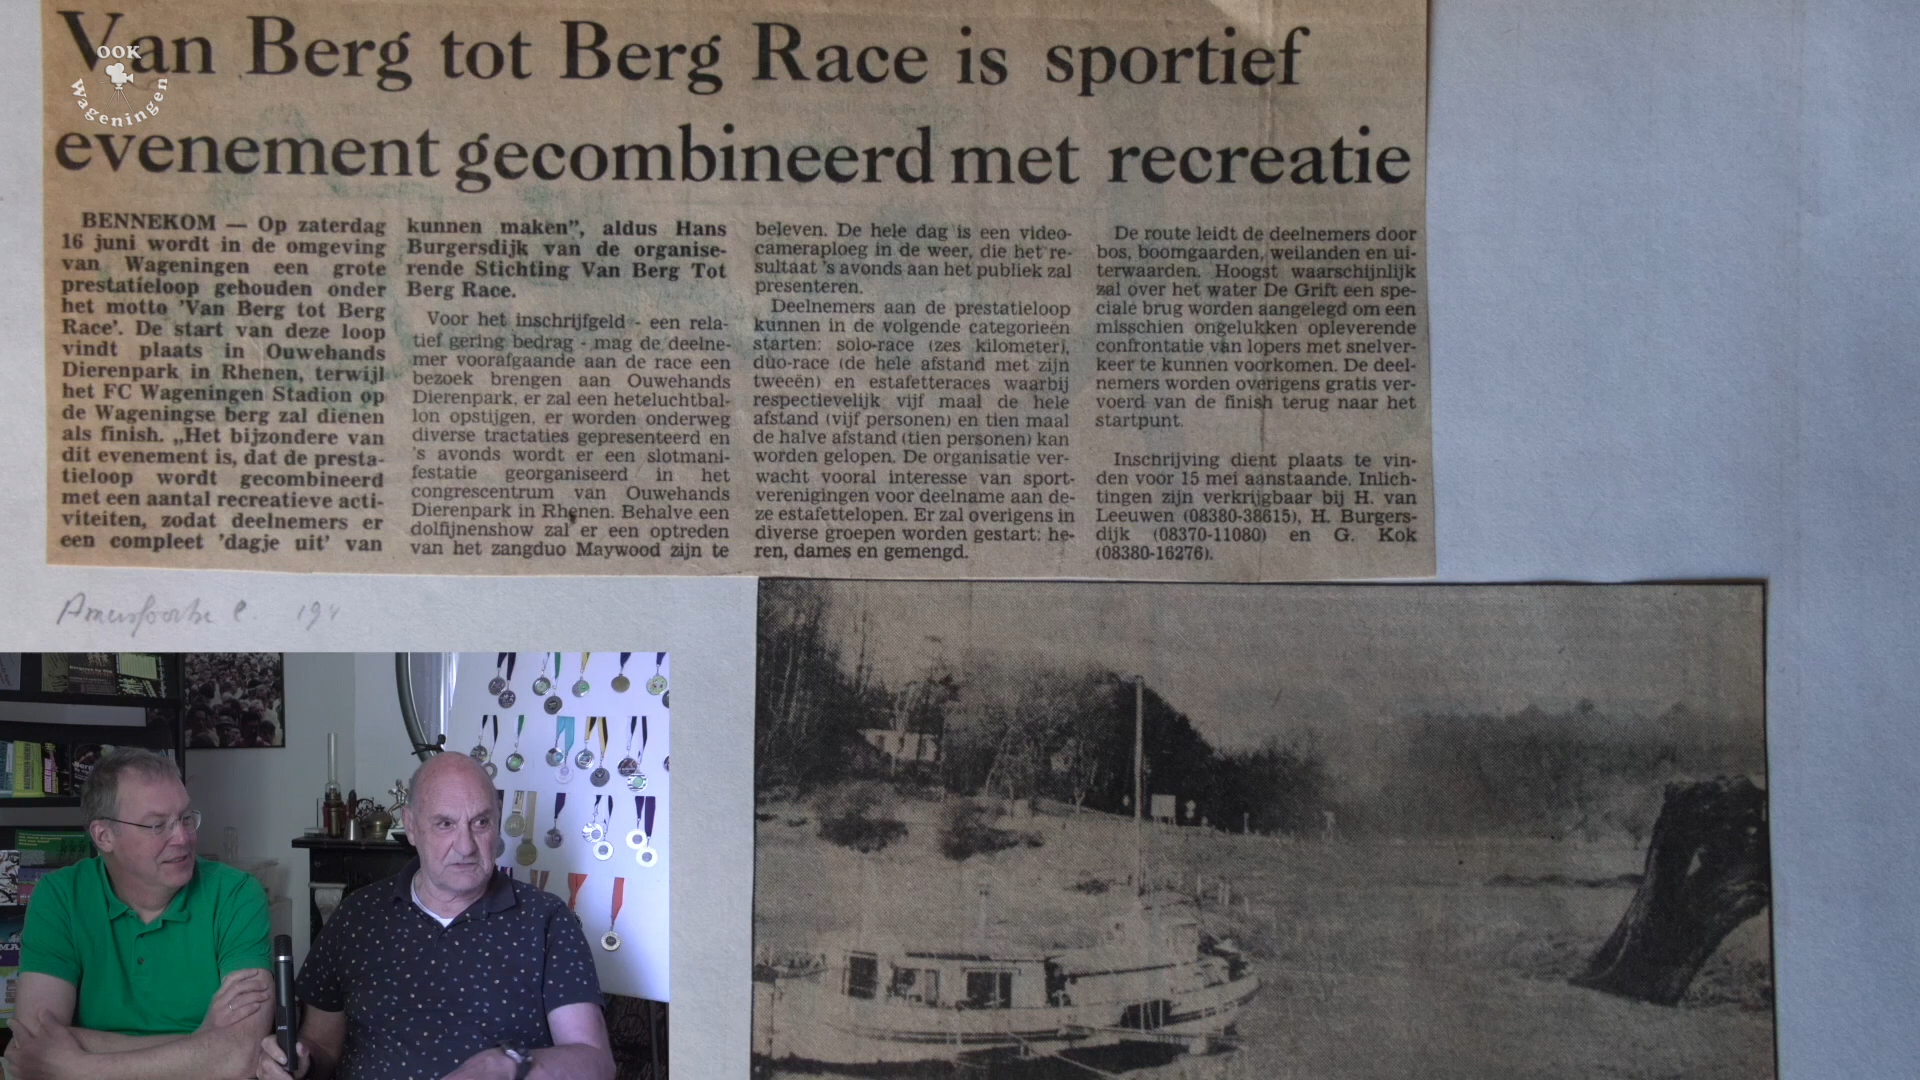 Van Berg tot Berg Race is sportief
evenement gecombineerd met recreatie
OOK
Wageningen
BENNEKOM — Op zaterdag
16 juni wordt in de omgeving
van Wageningen een grote
prestatieloop gehouden onder
het motto 'Van Berg tot Berg
Race'. De start van deze loop
vindt plaats in Ouwehands
Dierenpark in Rhenen, terwijl
het FC Wageningen Stadion op
de Wageningse berg zal dienen
als finish. „Het bijzondere van
dit evenement is, dat de presta-
tieloop wordt gecombineerd
met een aantal recreatieve acti-
viteiten, zodat deelnemers er
een compleet 'dagje uit' van
kunnen maken”, aldus Hans
Burgersdijk van de organise-
rende Stichting Van Berg Tot
Berg Race.
Voor het inschrijfgeld - een rela-
tief gering bedrag - mag de deelne-
mer voorafgaande aan de race een
bezoek brengen aan Ouwehands
Dierenpark, er zal een heteluchtbal-
lon opstijgen, er worden onderweg
diverse tractaties gepresenteerd en
's avonds wordt er een slotmani-
festatie georganiseerd in het
congrescentrum van Ouwehands
Dierenpark in Rhenen. Behalve een
dolfijnenshow zal er een optreden
van het zangduo Maywood zijn te
beleven. De hele dag is een video-
cameraploeg in de weer, die het re-
sultaat 's avonds aan het publiek zal
presenteren.
Deelnemers aan de prestatieloop
kunnen in de volgende categorieën
starten: solo-race (zes kilometer),
duo-race (de hele afstand met zijn
tweeën) en estafetteraces waarbij
respectievelijk vijf maal de hele
afstand (vijf personen) en tien maal
de halve afstand (tien personen) kan
worden gelopen. De organisatie ver-
wacht vooral interesse van sport-
verenigingen voor deelname aan de-
ze estafettelopen. Er zal overigens in
diverse groepen worden gestart: he-
ren, dames en gemengd.
De route leidt de deelnemers door
bos, boomgaarden, weilanden en ui-
terwaarden. Hoogst waarschijnlijk
zal over het water De Grift een spe-
ciale brug worden aangelegd om een
misschien ongelukken opleverende
confrontatie van lopers met snelver-
keer te kunnen voorkomen. De deel-
nemers worden overigens gratis ver-
voerd van de finish terug naar het
startpunt.
Inschrijving dient plaats te vin-
den voor 15 mei aanstaande. Inlich-
tingen zijn verkrijgbaar bij H. van
Leeuwen (08380-38615), H. Burgers-
dijk (08370-11080) en G. Kok
(08380-16276).
Amersfoortse C.